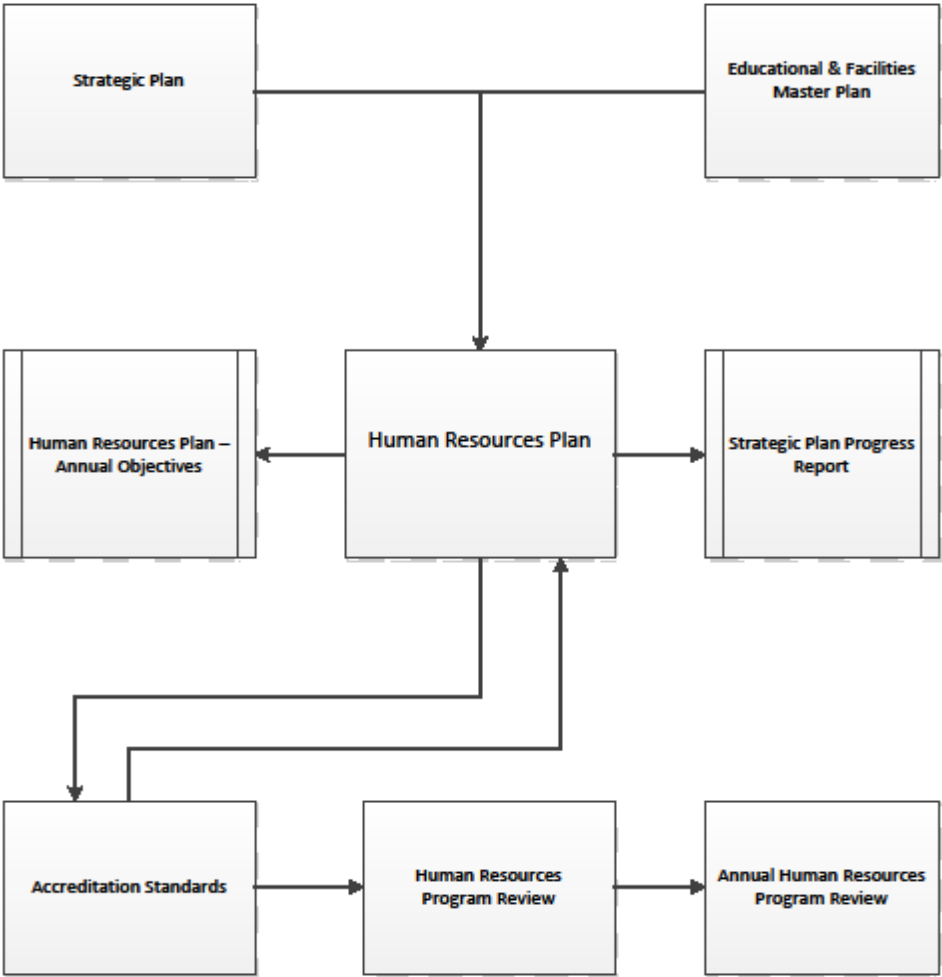 Strategic Plan
Educational & Facilities
Master Plan
Human Resources Plan –
Annual Objectives
Human Resources Plan
Strategic Plan Progress
Report
Accreditation Standards
Human Resources
Program Review
Annual Human Resources
Program Review